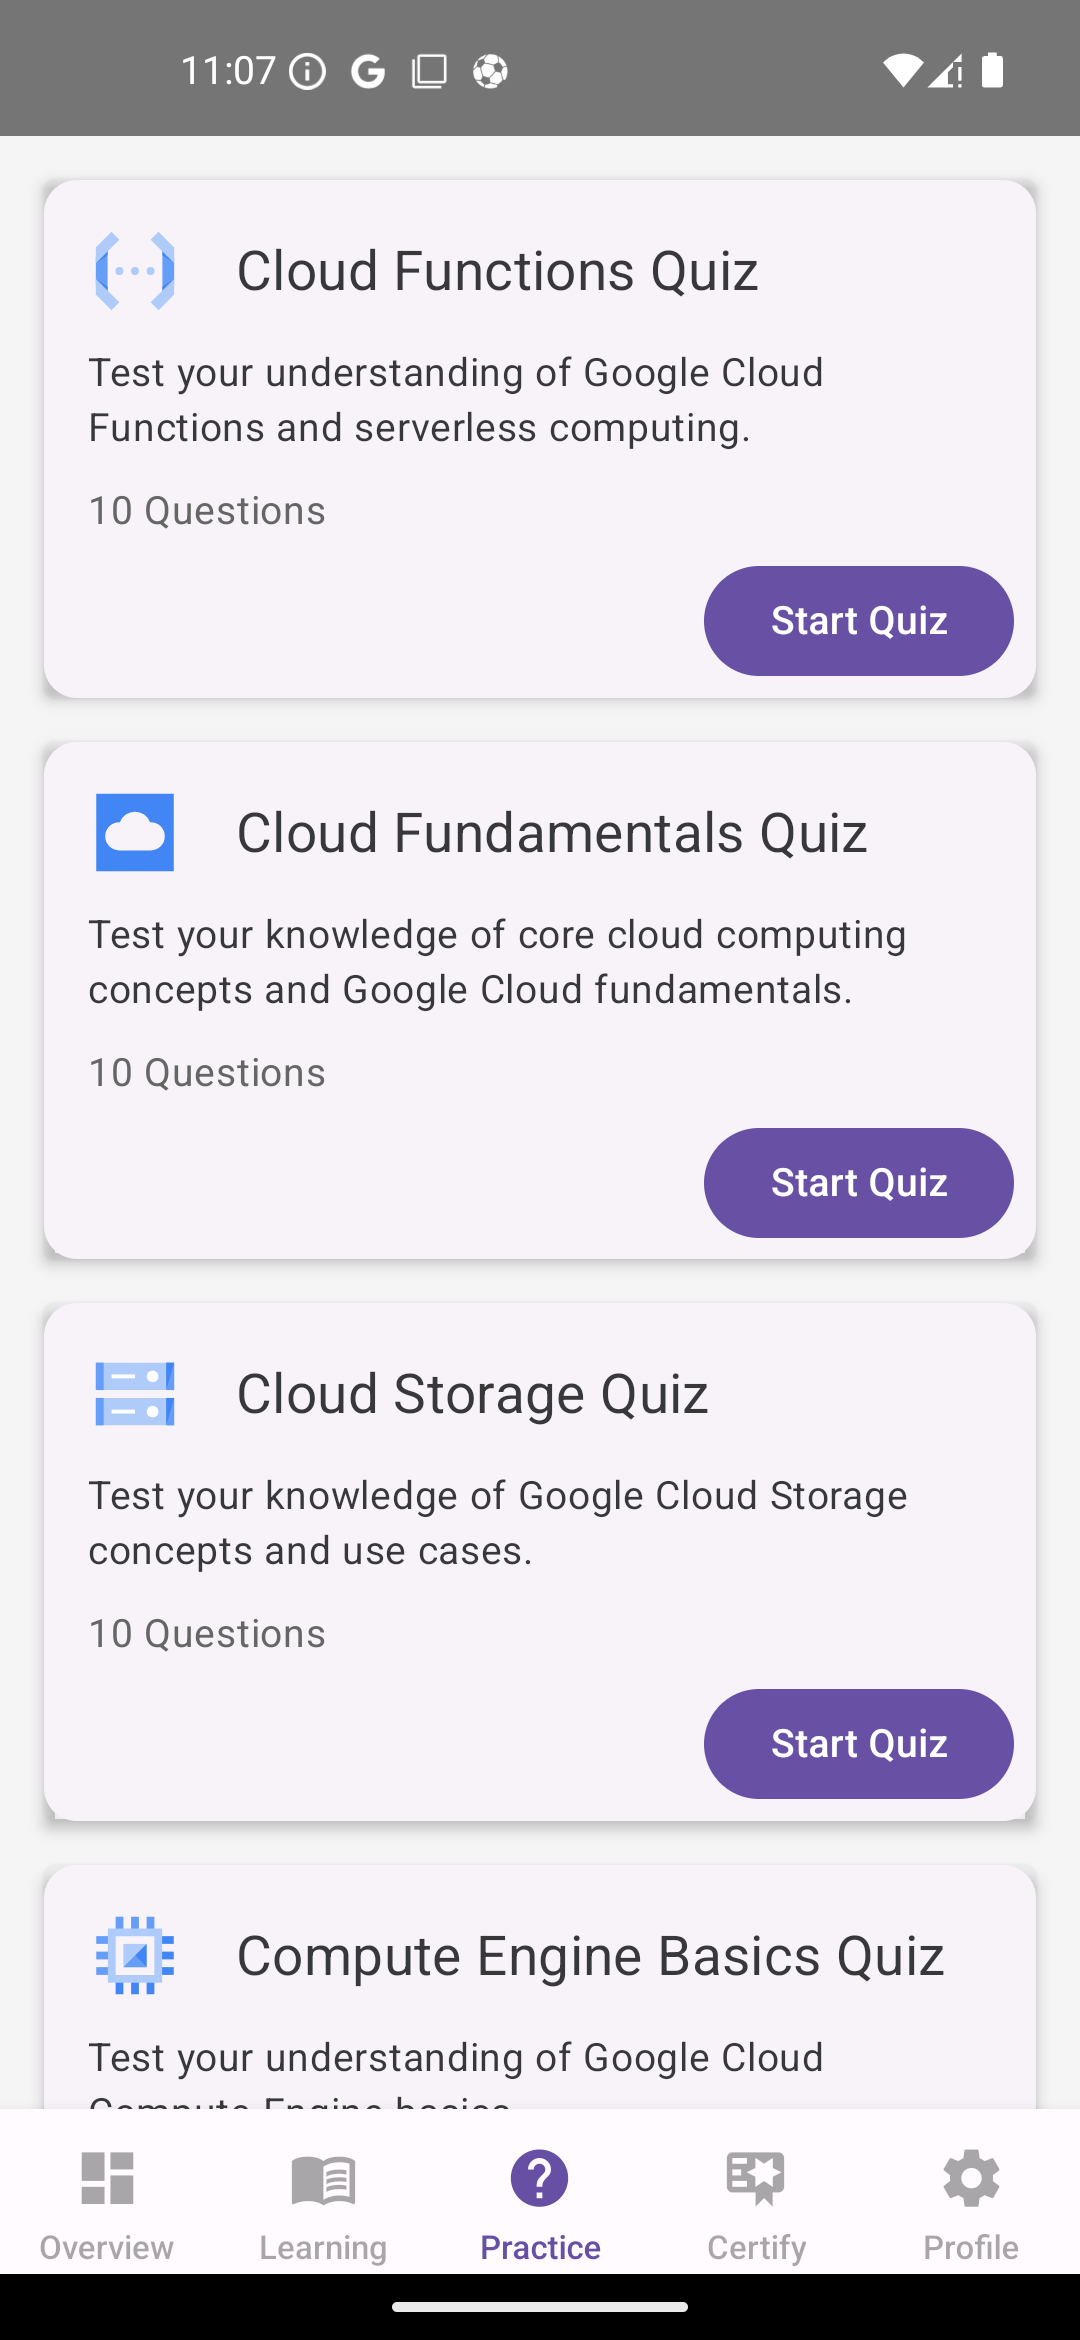 11:07
Cloud Functions Quiz
Test your understanding of Google Cloud
Functions and serverless computing.
10 Questions
Start Quiz
Cloud Fundamentals Quiz
Test your knowledge of core cloud computing
concepts and Google Cloud fundamentals.
10 Questions
Start Quiz
Cloud Storage Quiz
Test your knowledge of Google Cloud Storage
concepts and use cases.
10 Questions
Start Quiz
Compute Engine Basics Quiz
Test your understanding of Google Cloud
Compute Engine basics.
Overview
Learning
Practice
Certify
Profile